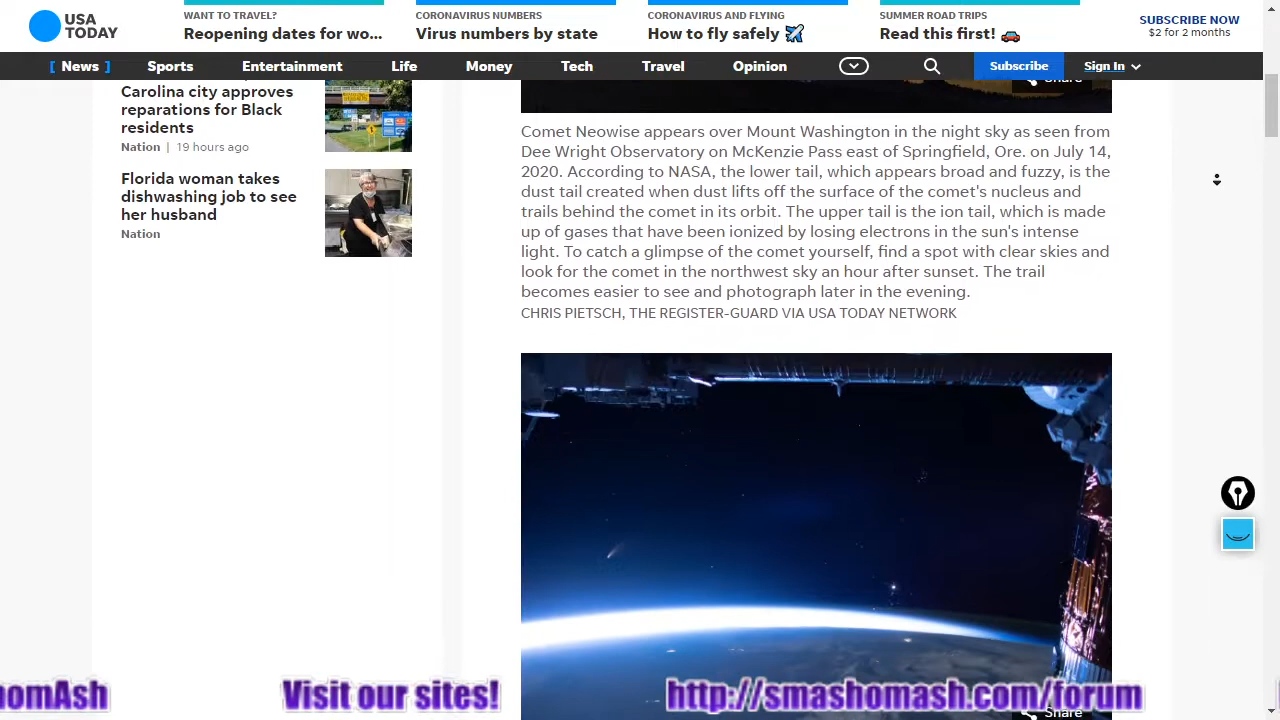 USA
TODAY
WANT TO TRAVEL?
Reopening dates for wo...
CORONAVIRUS NUMBERS
Virus numbers by state
CORONAVIRUS AND FLYING
How to fly safely
SUMMER ROAD TRIPS
Read this first!
SUBSCRIBE NOW
$2 for 2 months
[ News ]
Sports
Entertainment
Life
Money
Tech
Travel
Opinion
Subscribe
Sign In
Share
Carolina city approves
reparations for Black
residents
Nation | 19 hours ago
Florida woman takes
dishwashing job to see
her husband
Nation
Comet Neowise appears over Mount Washington in the night sky as seen from
Dee Wright Observatory on McKenzie Pass east of Springfield, Ore. on July 14,
2020. According to NASA, the lower tail, which appears broad and fuzzy, is the
dust tail created when dust lifts off the surface of the comet's nucleus and
trails behind the comet in its orbit. The upper tail is the ion tail, which is made
up of gases that have been ionized by losing electrons in the sun's intense
light. To catch a glimpse of the comet yourself, find a spot with clear skies and
look for the comet in the northwest sky an hour after sunset. The trail
becomes easier to see and photograph later in the evening.
CHRIS PIETSCH, THE REGISTER-GUARD VIA USA TODAY NETWORK
homAsh
Visit our sites!
http://smashomash.com/forum
Share